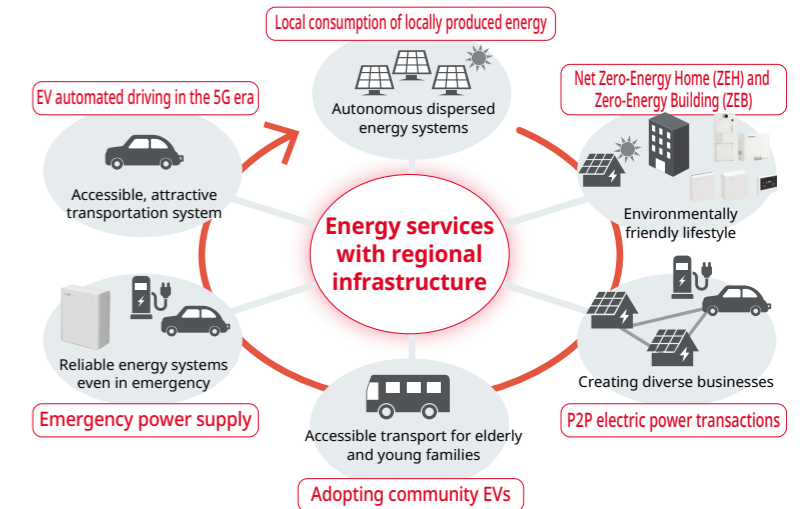 Local consumption of locally produced energy
Autonomous dispersed
energy systems
Net Zero-Energy Home (ZEH) and
Zero-Energy Building (ZEB)
Environmentally
friendly lifestyle
Creating diverse businesses
P2P electric power transactions
Accessible transport for elderly
and young families
Adopting community EVs
Reliable energy systems
even in emergency
Emergency power supply
EV automated driving in the 5G era
Accessible, attractive
transportation system
Energy services
with regional
infrastructure